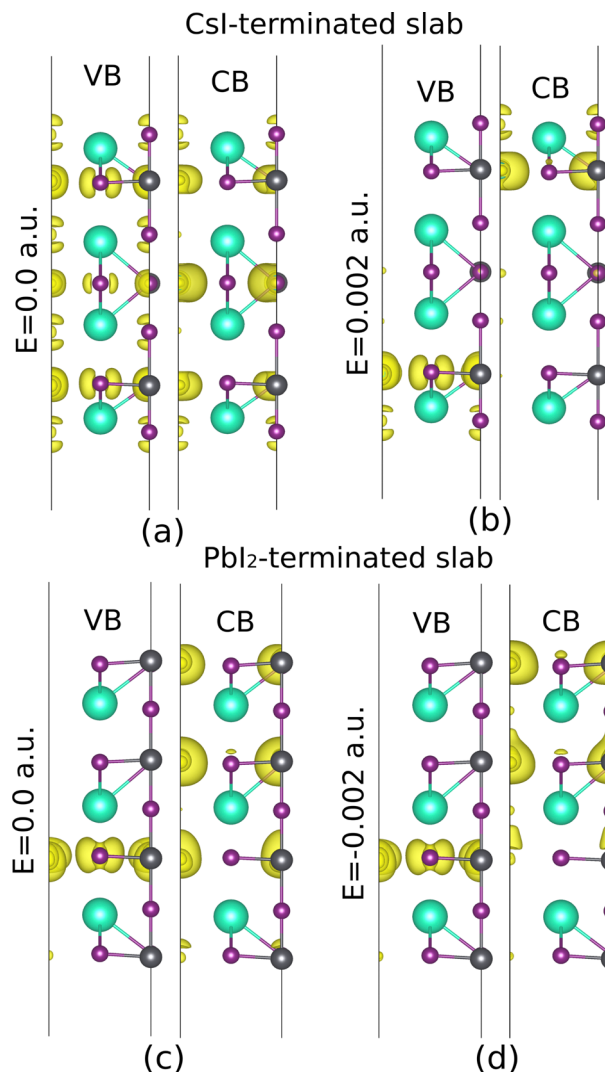 CsI-terminated slab
VB
CB
VB
CB
E=0.0 a.u.
E=0.002 a.u.
(a)
(b)
PbI₂-terminated slab
VB
CB
VB
CB
E=0.0 a.u.
E=-0.002 a.u.
(c)
(d)